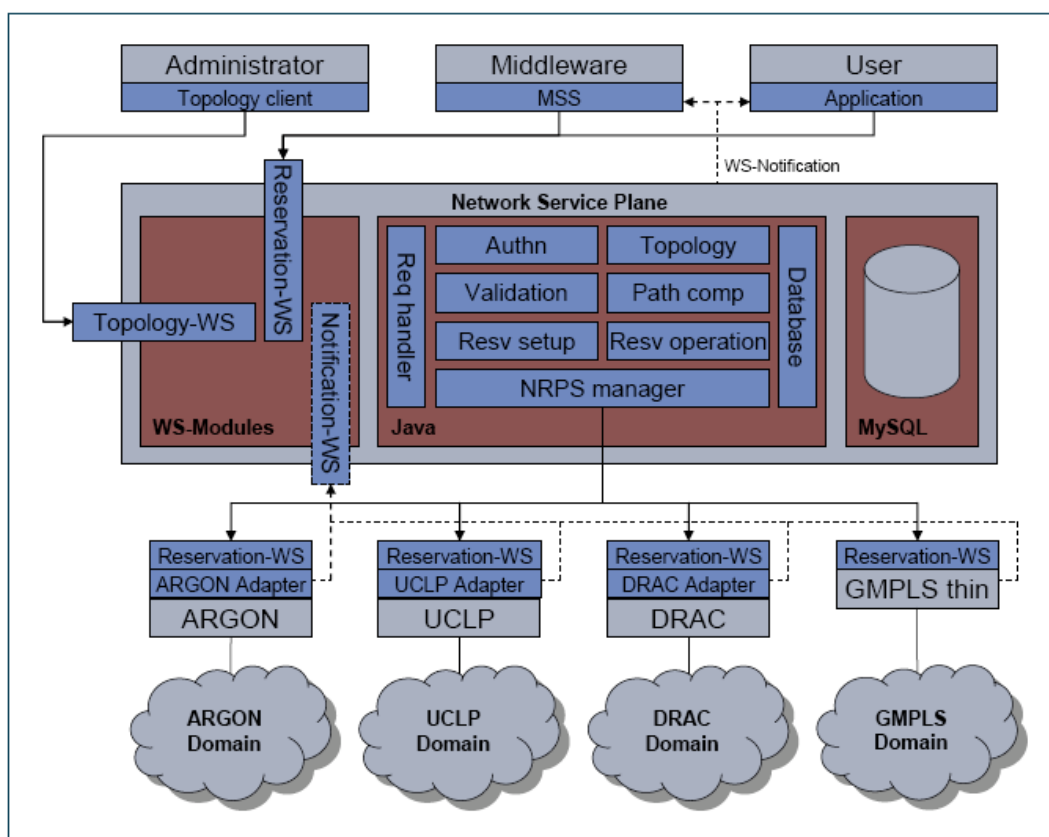 Administrator
Topology client
Middleware
MSS
User
Application
WS-Notification
Network Service Plane
Reservation-WS
Topology-WS
Notification-WS
WS-Modules
Req handler
Authn
Topology
Validation
Path comp
Resv setup
Resv operation
NRPS manager
Database
Java
MySQL
Reservation-WS
ARGON Adapter
ARGON
Reservation-WS
UCLP Adapter
UCLP
Reservation-WS
DRAC Adapter
DRAC
Reservation-WS
GMPLS thin
ARGON
Domain
UCLP
Domain
DRAC
Domain
GMPLS
Domain